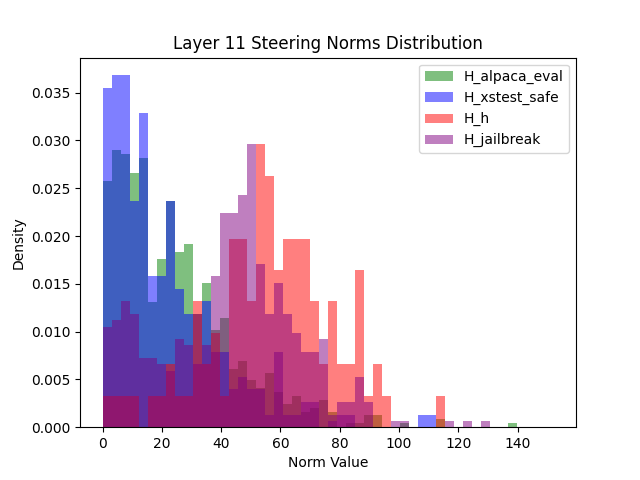 Layer 11 Steering Norms Distribution
H_alpaca_eval
H_xstest_safe
H_h
H_jailbreak
Density
0.035
0.030
0.025
0.020
0.015
0.010
0.005
0.000
0 20 40 60 80 100 120 140
Norm Value